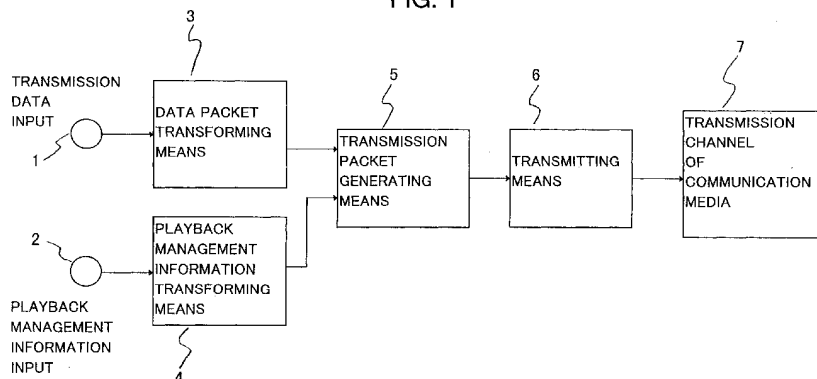 FIG. 1
3
TRANSMISSION
DATA
INPUT
1
DATA PACKET
TRANSFORMING
MEANS
5
TRANSMISSION
PACKET
GENERATING
MEANS
6
TRANSMITTING
MEANS
7
TRANSMISSION
CHANNEL
OF
COMMUNICATION
MEDIA
2
PLAYBACK
MANAGEMENT
INFORMATION
INPUT
PLAYBACK
MANAGEMENT
INFORMATION
TRANSFORMING
MEANS
4